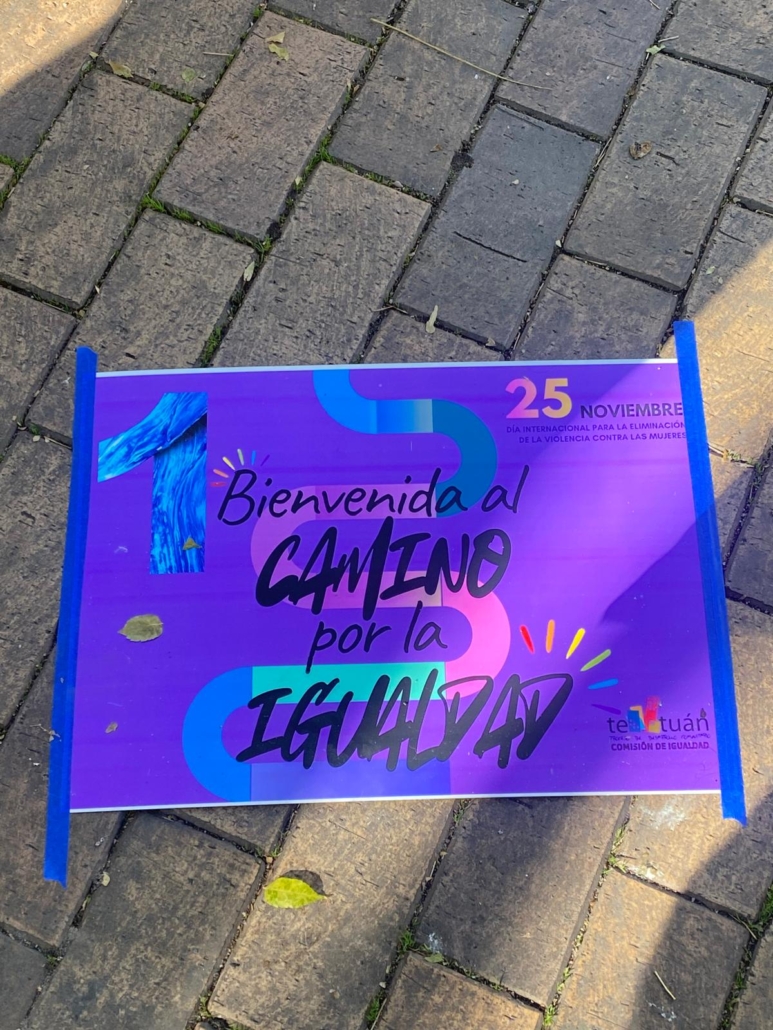 1
25 NOVIEMBRE
DÍA INTERNACIONAL PARA LA ELIMINACIÓN
DE LA VIOLENCIA CONTRA LAS MUJERES
Bienvenida al
CAMINO
por la
IGUALDAD
tetuán
COMISIÓN DE IGUALDAD